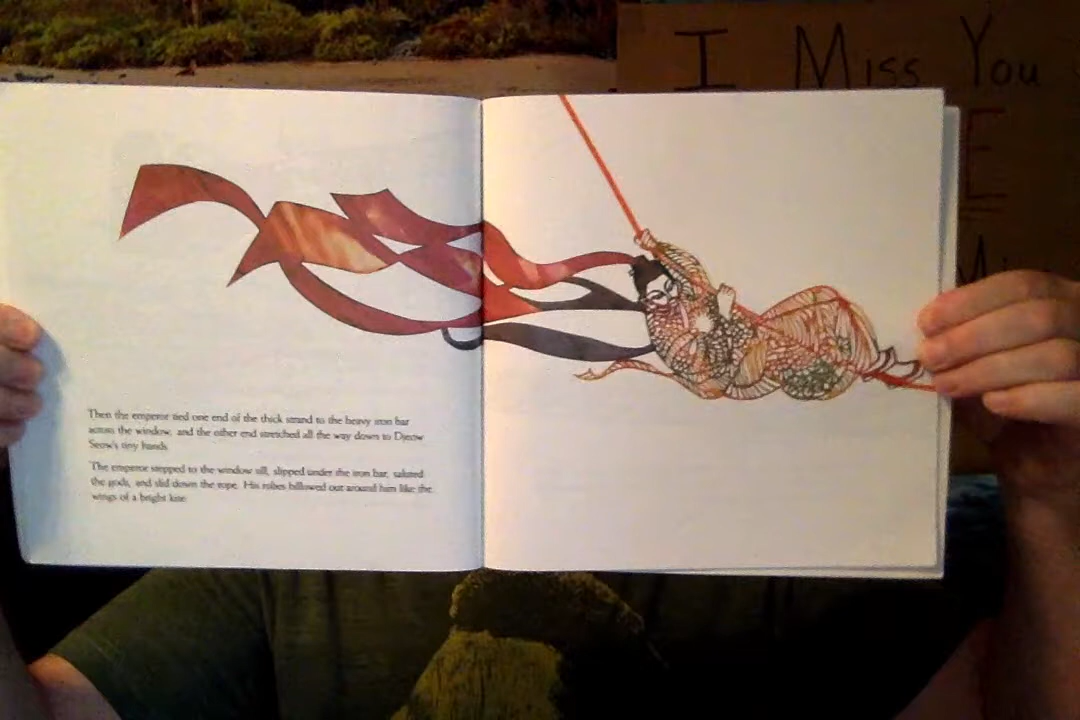 I Miss You
E
Mi
Then the emperor tied one end of the thick strand to the heavy iron bar
across the window, and the other end stretched all the way down to Djeow
Seow's tiny hands.
The emperor stepped to the window sill, slipped under the iron bar, saluted
the gods, and slid down the rope. His robes billowed out around him like the
wings of a bright kite.